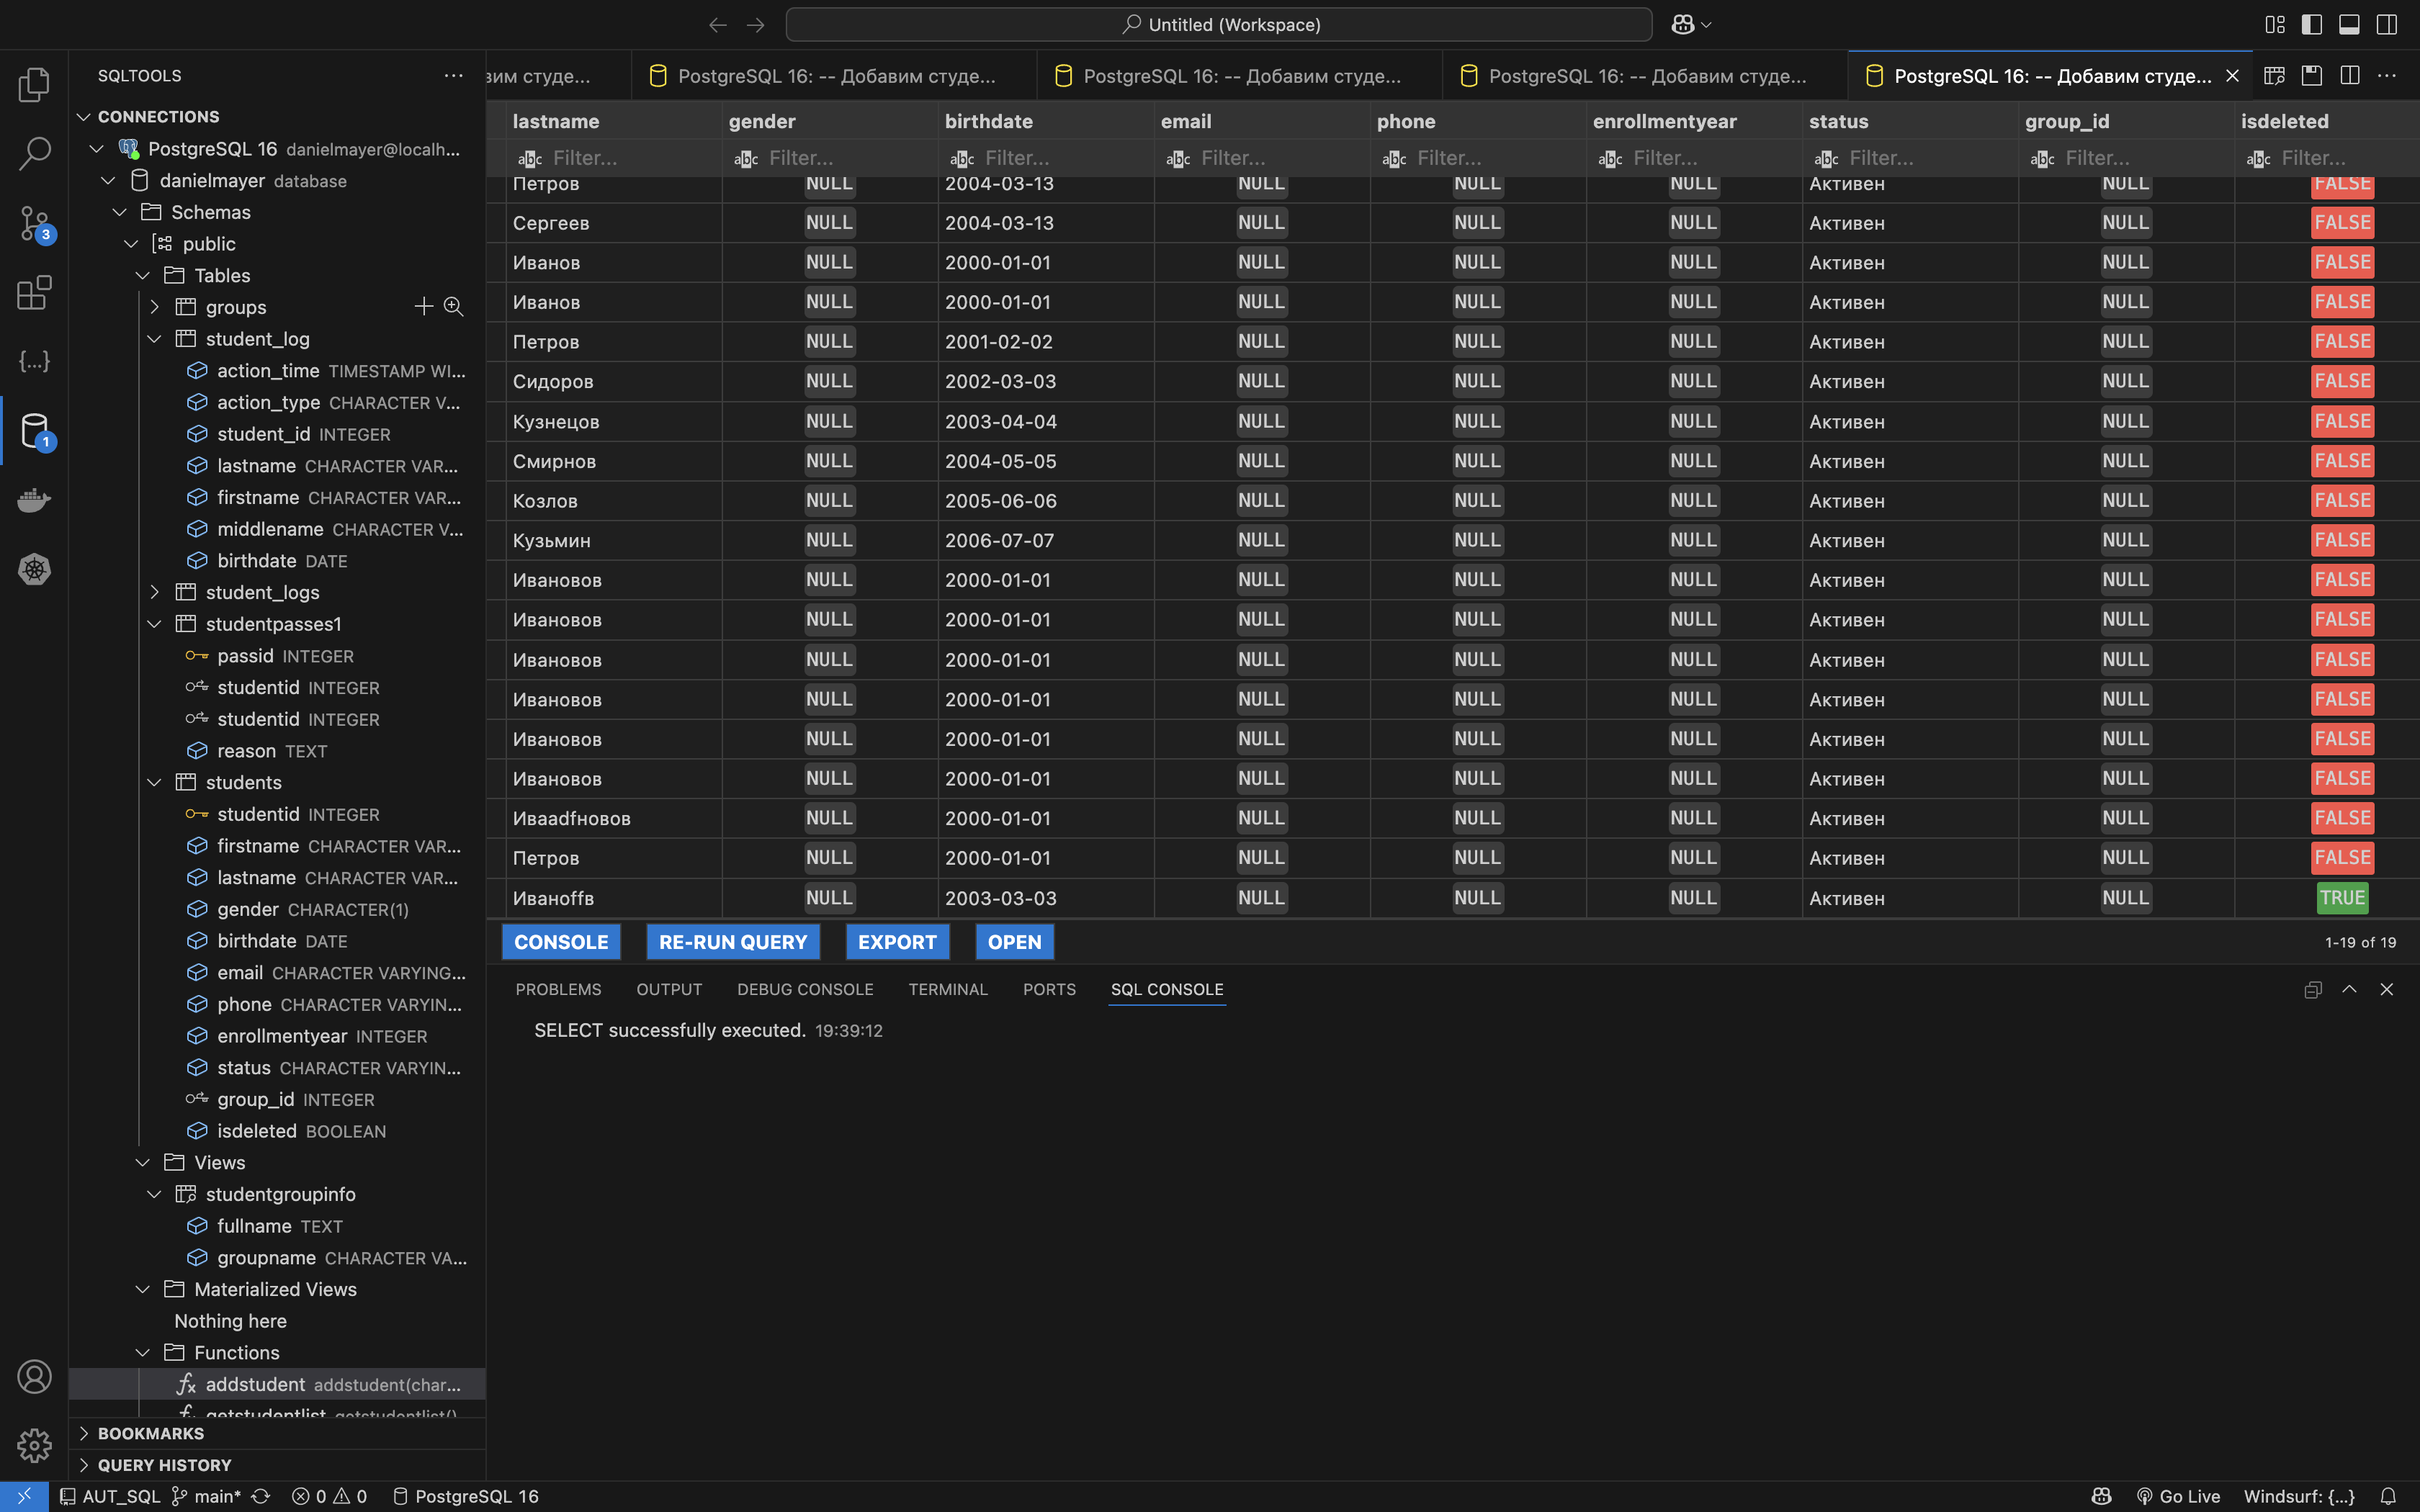 Untitled (Workspace)
SQLTOOLS
CONNECTIONS
PostgreSQL 16 danielmayer@localh...
danielmayer database
Schemas
public
Tables
groups
student_log
action_time TIMESTAMP WI...
action_type CHARACTER V...
student_id INTEGER
lastname CHARACTER VAR...
firstname CHARACTER VAR...
middlename CHARACTER V...
birthdate DATE
student_logs
studentpasses1
passid INTEGER
studentid INTEGER
studentid INTEGER
reason TEXT
students
studentid INTEGER
firstname CHARACTER VAR...
lastname CHARACTER VAR...
gender CHARACTER(1)
birthdate DATE
email CHARACTER VARYING...
phone CHARACTER VARYIN...
enrollmentyear INTEGER
status CHARACTER VARYIN...
group_id INTEGER
isdeleted BOOLEAN
Views
studentgroupinfo
fullname TEXT
groupname CHARACTER VA...
Materialized Views
Nothing here
Functions
addstudent addstudent(char...
getstudentlist getstudentlist()
BOOKMARKS
QUERY HISTORY
вим студе... PostgreSQL 16: -- Добавим студе... PostgreSQL 16: -- Добавим студе... PostgreSQL 16: -- Добавим студе... PostgreSQL 16: -- Добавим студе...
lastname gender birthdate email phone enrollmentyear status group_id isdeleted
abc Filter... abc Filter... abc Filter... abc Filter... abc Filter... abc Filter... abc Filter... abc Filter... abc Filter...
Петров NULL 2004-03-13 NULL NULL NULL Активен NULL FALSE
Сергеев NULL 2004-03-13 NULL NULL NULL Активен NULL FALSE
Иванов NULL 2000-01-01 NULL NULL NULL Активен NULL FALSE
Иванов NULL 2000-01-01 NULL NULL NULL Активен NULL FALSE
Петров NULL 2001-02-02 NULL NULL NULL Активен NULL FALSE
Сидоров NULL 2002-03-03 NULL NULL NULL Активен NULL FALSE
Кузнецов NULL 2003-04-04 NULL NULL NULL Активен NULL FALSE
Смирнов NULL 2004-05-05 NULL NULL NULL Активен NULL FALSE
Козлов NULL 2005-06-06 NULL NULL NULL Активен NULL FALSE
Кузьмин NULL 2006-07-07 NULL NULL NULL Активен NULL FALSE
Ивановов NULL 2000-01-01 NULL NULL NULL Активен NULL FALSE
Ивановов NULL 2000-01-01 NULL NULL NULL Активен NULL FALSE
Ивановов NULL 2000-01-01 NULL NULL NULL Активен NULL FALSE
Ивановов NULL 2000-01-01 NULL NULL NULL Активен NULL FALSE
Ивановов NULL 2000-01-01 NULL NULL NULL Активен NULL FALSE
Ивановов NULL 2000-01-01 NULL NULL NULL Активен NULL FALSE
Иваadfновов NULL 2000-01-01 NULL NULL NULL Активен NULL FALSE
Петров NULL 2000-01-01 NULL NULL NULL Активен NULL FALSE
Иваноffв NULL 2003-03-03 NULL NULL NULL Активен NULL TRUE
CONSOLE RE-RUN QUERY EXPORT OPEN 1-19 of 19
PROBLEMS OUTPUT DEBUG CONSOLE TERMINAL PORTS SQL CONSOLE
SELECT successfully executed. 19:39:12
3
1
AUT_SQL main* 0 0 PostgreSQL 16 Go Live Windsurf: {...}